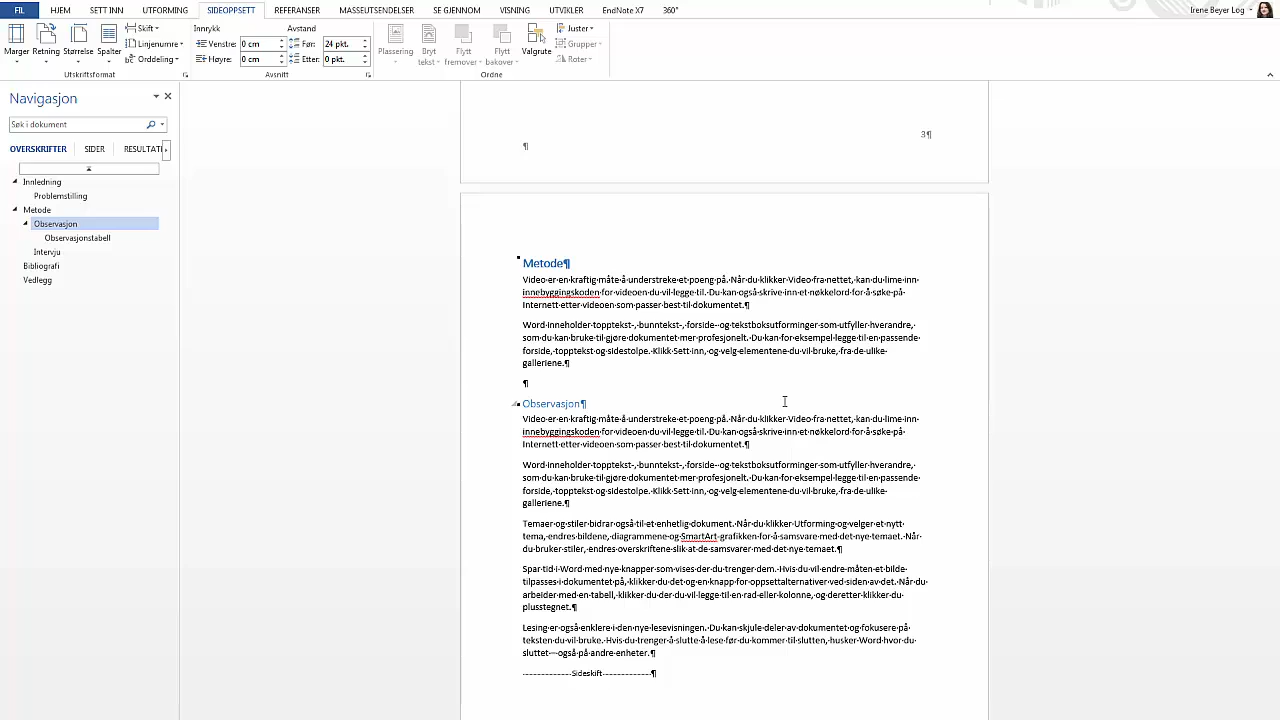 FIL HJEM SETT INN UTFORMING SIDEOPPSETT REFERANSER MASSEUTSENDELSER SE GJENNOM VISNING UTVIKLER EndNote X7 360° Irene Beyer Log
Marger Retning Størrelse Spalter
Skift
Linjenumre
Orddeling
Utskriftsformat
Innrykk Avstand
Venstre: 0 cm Før: 24 pkt.
Høyre: 0 cm Etter: 0 pkt.
Avsnitt
Plassering Bryt tekst Flytt fremover Flytt bakover Valgrute
Juster
Grupper
Roter
Ordne
Navigasjon
Søk i dokument
OVERSKRIFTER SIDER RESULTATI
Innledning
Problemstilling
Metode
Observasjon
Observasjonstabell
Intervju
Bibliografi
Vedlegg
3¶
¶
Metode¶
Video·er·en·kraftig·måte·å·understreke·et·poeng·på.·Når·du·klikker·Video·fra·nettet,·kan·du·lime·inn·
innebyggingskoden·for·videoen·du·vil·legge·til.·Du·kan·også·skrive·inn·et·nøkkelord·for·å·søke·på·
Internett·etter·videoen·som·passer·best·til·dokumentet.¶
Word·inneholder·topptekst-,·bunntekst-,·forside-·og·tekstboksutforminger·som·utfyller·hverandre,·
som·du·kan·bruke·til·gjøre·dokumentet·mer·profesjonelt.·Du·kan·for·eksempel·legge·til·en·passende·
forside,·topptekst·og·sidestolpe.·Klikk·Sett·inn,·og·velg·elementene·du·vil·bruke,·fra·de·ulike·
galleriene.¶
¶
Observasjon¶
Video·er·en·kraftig·måte·å·understreke·et·poeng·på.·Når·du·klikker·Video·fra·nettet,·kan·du·lime·inn·
innebyggingskoden·for·videoen·du·vil·legge·til.·Du·kan·også·skrive·inn·et·nøkkelord·for·å·søke·på·
Internett·etter·videoen·som·passer·best·til·dokumentet.¶
Word·inneholder·topptekst-,·bunntekst-,·forside-·og·tekstboksutforminger·som·utfyller·hverandre,·
som·du·kan·bruke·til·gjøre·dokumentet·mer·profesjonelt.·Du·kan·for·eksempel·legge·til·en·passende·
forside,·topptekst·og·sidestolpe.·Klikk·Sett·inn,·og·velg·elementene·du·vil·bruke,·fra·de·ulike·
galleriene.¶
Temaer·og·stiler·bidrar·også·til·et·enhetlig·dokument.·Når·du·klikker·Utforming·og·velger·et·nytt·
tema,·endres·bildene,·diagrammene·og·SmartArt-grafikken·for·å·samsvare·med·det·nye·temaet.·Når·
du·bruker·stiler,·endres·overskriftene·slik·at·de·samsvarer·med·det·nye·temaet.¶
Spar·tid·i·Word·med·nye·knapper·som·vises·der·du·trenger·dem.·Hvis·du·vil·endre·måten·et·bilde·
tilpasses·i·dokumentet·på,·klikker·du·det·og·en·knapp·for·oppsettalternativer·ved·siden·av·det.·Når·du·
arbeider·med·en·tabell,·klikker·du·der·du·vil·legge·til·en·rad·eller·kolonne,·og·deretter·klikker·du·
plusstegnet.¶
Lesing·er·også·enklere·i·den·nye·lesevisningen.·Du·kan·skjule·deler·av·dokumentet·og·fokusere·på·
teksten·du·vil·bruke.·Hvis·du·trenger·å·slutte·å·lese·før·du·kommer·til·slutten,·husker·Word·hvor·du·
sluttet·–·også·på·andre·enheter.¶
Sideskift¶